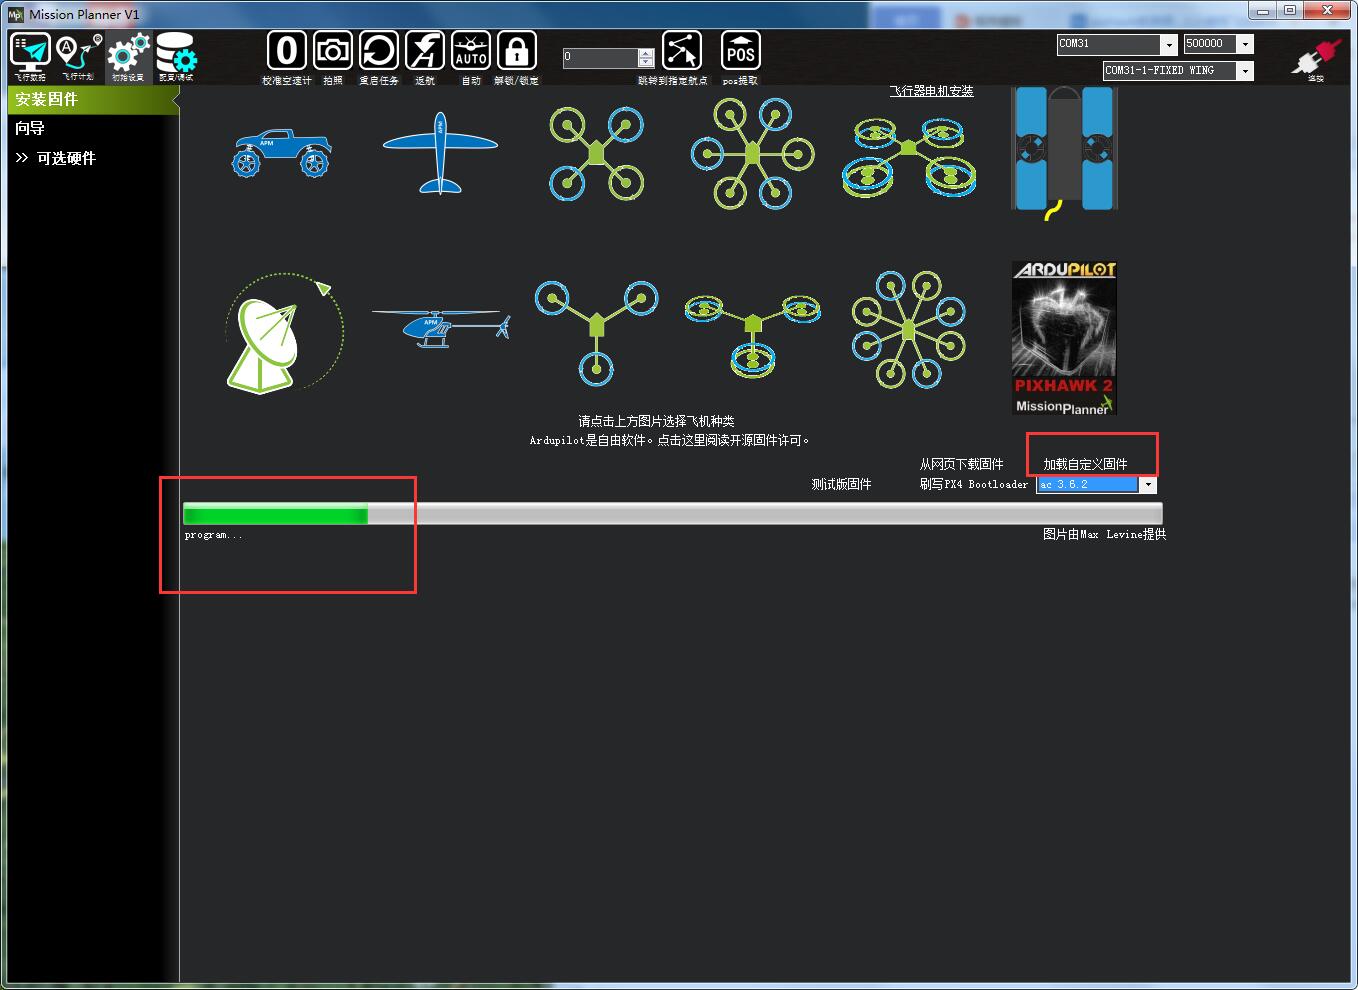 Mission Planner V1
飞行数据 飞行计划 初始设置 配置/调试
0
AUTO
POS
校准空速计 拍照 重启任务 返航 自动 解锁/锁定
0
跳转到指定航点 pos提取
COM31 500000
COM31-1-FIXED WING
连接
安装固件
向导
>> 可选硬件
飞行器电机安装
APM
APM
APM
ARDUPILOT
PIXHAWK 2
MissionPlanner
请点击上方图片选择飞机种类
Ardupilot是自由软件。点击这里阅读开源固件许可。
从网页下载固件 加载自定义固件
测试版固件 刷写PX4 Bootloader ac 3.6.2
program...
图片由Max Levine提供